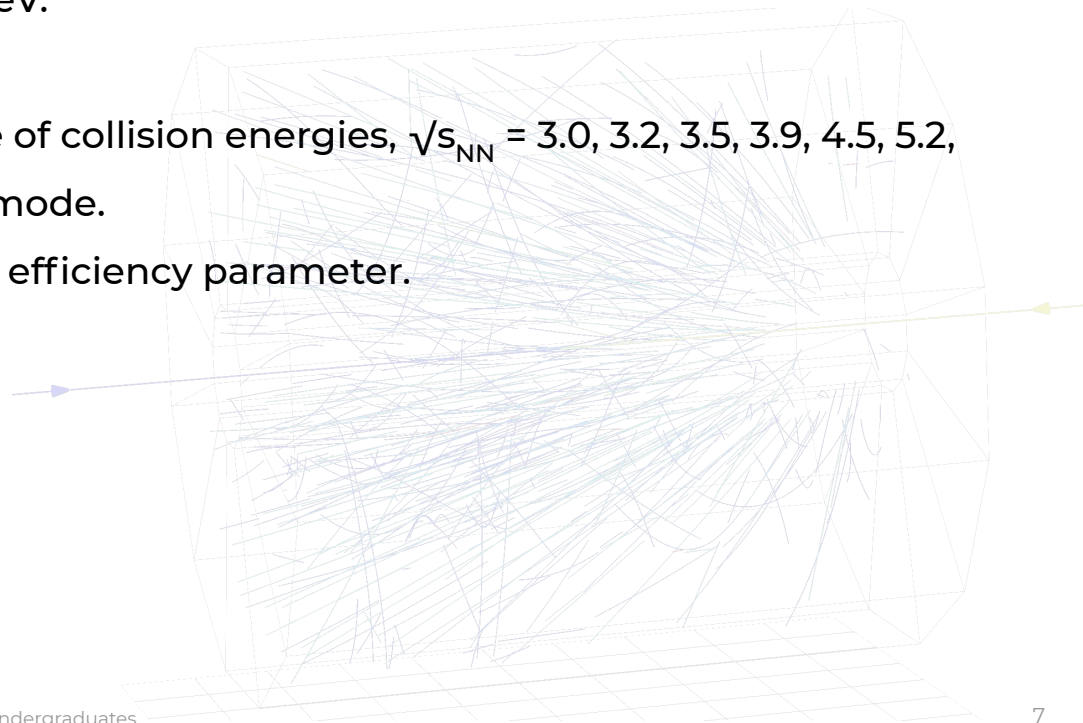 eV.
e of collision energies, √sNN = 3.0, 3.2, 3.5, 3.9, 4.5, 5.2,
mode.
efficiency parameter.
ndergraduates
7